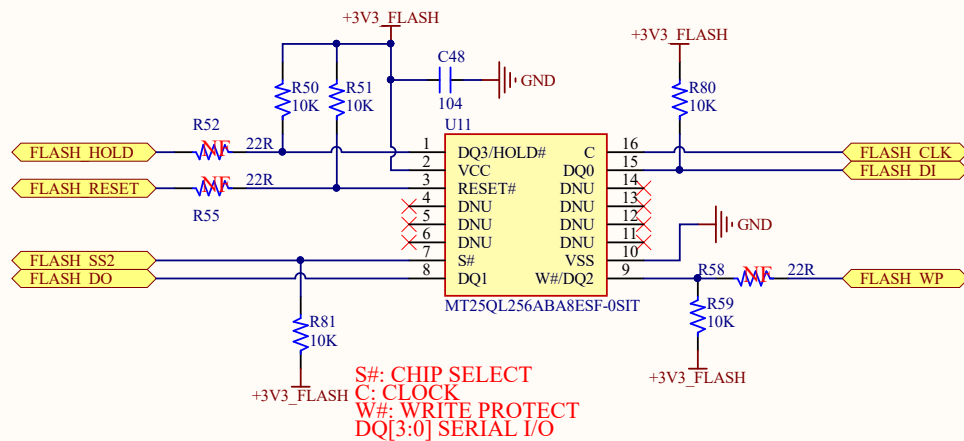 +3V3_FLASH
+3V3_FLASH
C48
GND
104
R50
10K
R51
10K
R80
10K
U11
R52
NF
22R
FLASH_HOLD
1
DQ3/HOLD#
C
16
FLASH_CLK
2
VCC
DQ0
15
FLASH_DI
FLASH_RESET
NF
22R
3
RESET#
DNU
14
R55
4
DNU
DNU
13
5
DNU
DNU
12
6
DNU
DNU
11
GND
FLASH_SS2
7
S#
VSS
10
FLASH_DO
8
DQ1
W#/DQ2
9
R58
NF
22R
FLASH_WP
MT25QL256ABA8ESF-0SIT
R81
10K
R59
10K
+3V3_FLASH
+3V3_FLASH
S#: CHIP SELECT
C: CLOCK
W#: WRITE PROTECT
DQ[3:0] SERIAL I/O